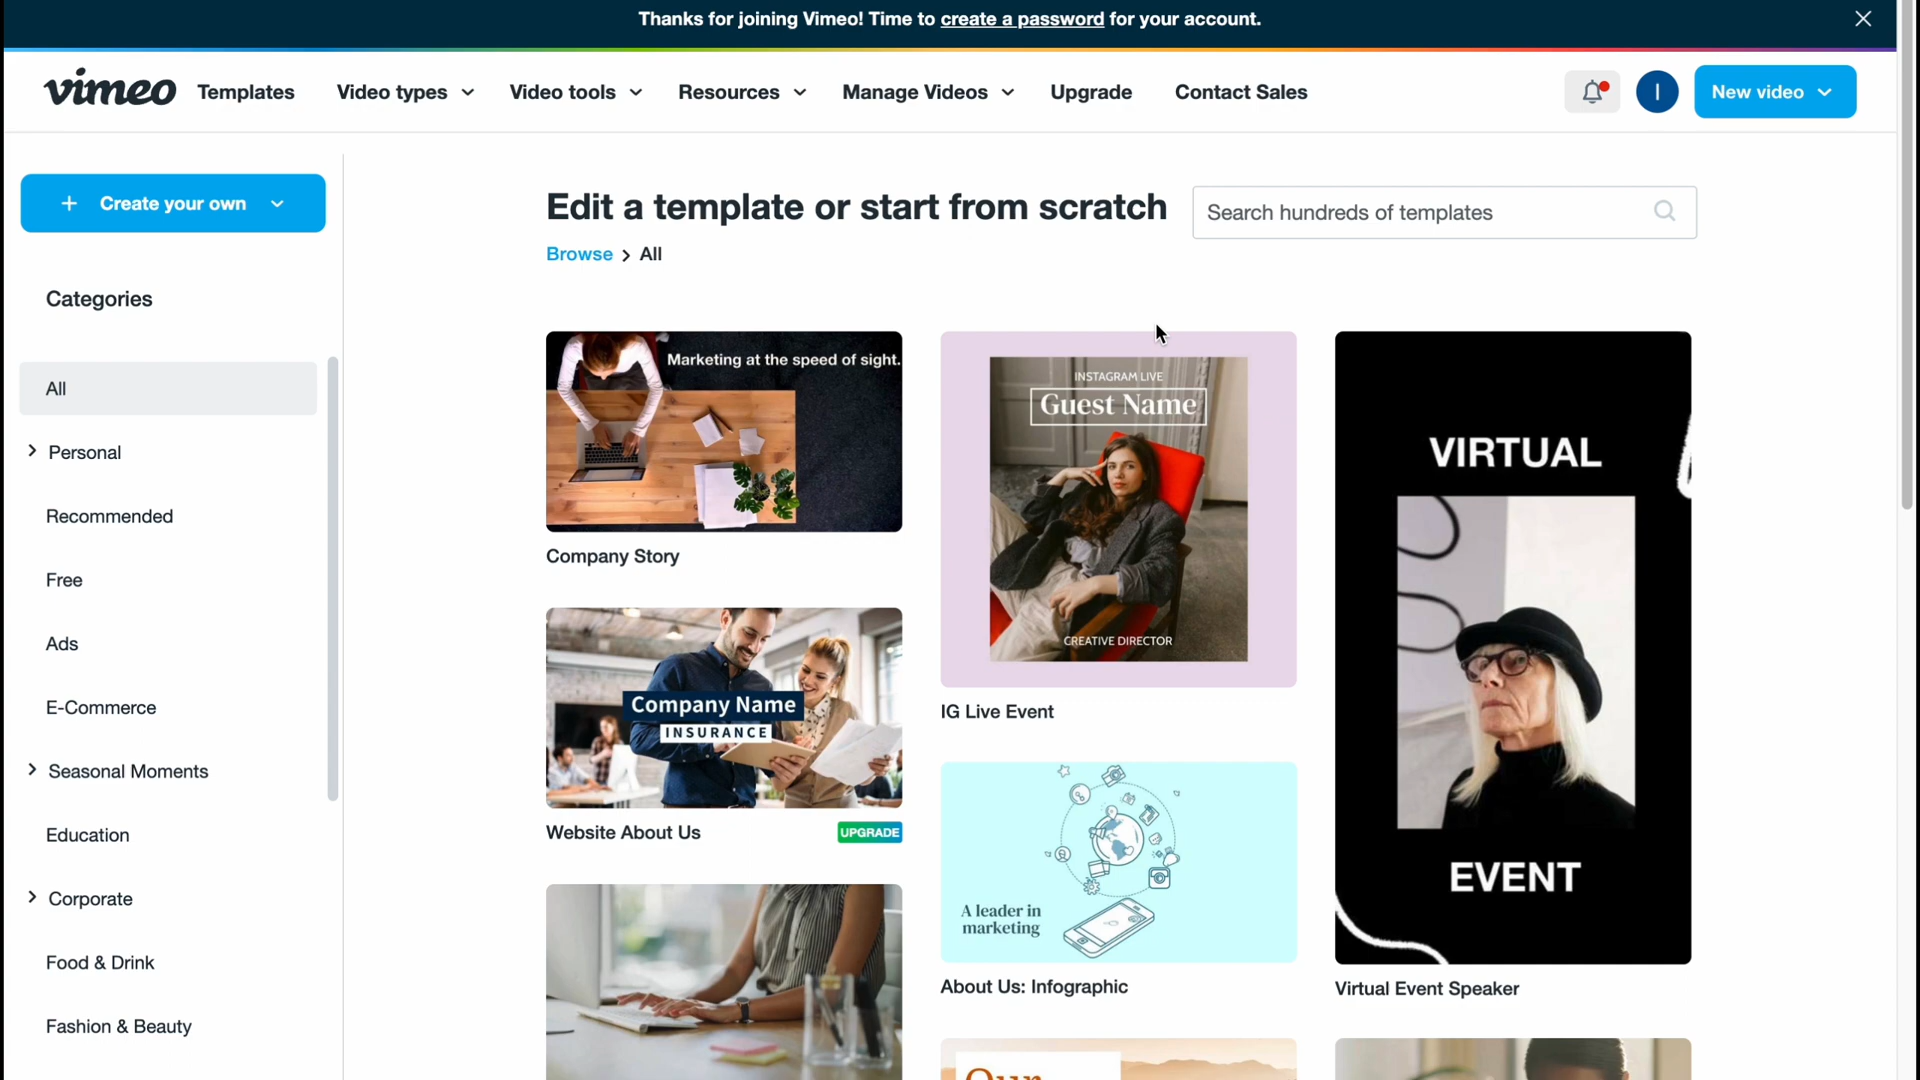 Thanks for joining Vimeo! Time to create a password for your account.
vimeo
Templates
Video types
Video tools
Resources
Manage Videos
Upgrade
Contact Sales
I
New video
+ Create your own
Edit a template or start from scratch
Search hundreds of templates
Browse > All
Categories
All
Personal
Recommended
Free
Ads
E-Commerce
Seasonal Moments
Education
Corporate
Food & Drink
Fashion & Beauty
Marketing at the speed of sight.
Company Story
Company Name
INSURANCE
Website About Us
UPGRADE
INSTAGRAM LIVE
Guest Name
CREATIVE DIRECTOR
IG Live Event
A leader in
marketing
About Us: Infographic
Our
VIRTUAL
EVENT
Virtual Event Speaker